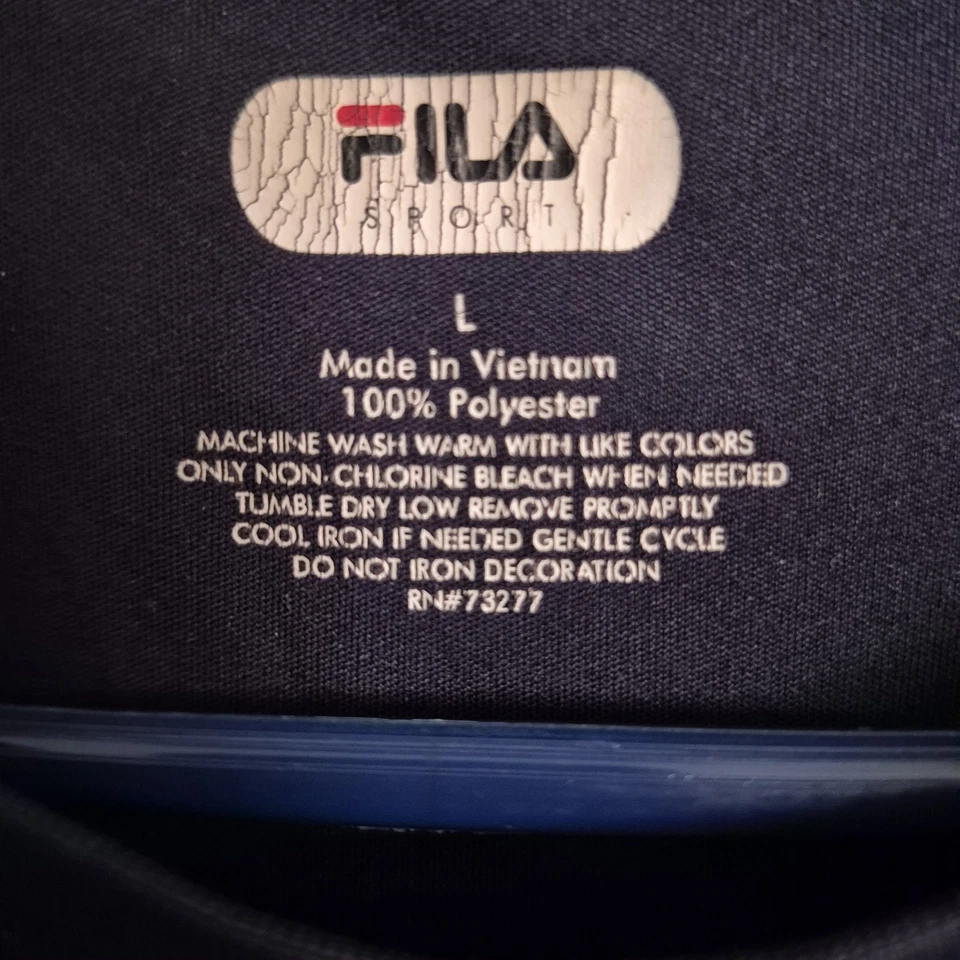 FILA
SPORT
L
Made in Vietnam
100% Polyester
MACHINE WASH WARM WITH LIKE COLORS
ONLY NON-CHLORINE BLEACH WHEN NEEDED
TUMBLE DRY LOW REMOVE PROMPTLY
COOL IRON IF NEEDED GENTLE CYCLE
DO NOT IRON DECORATION
RN#73277